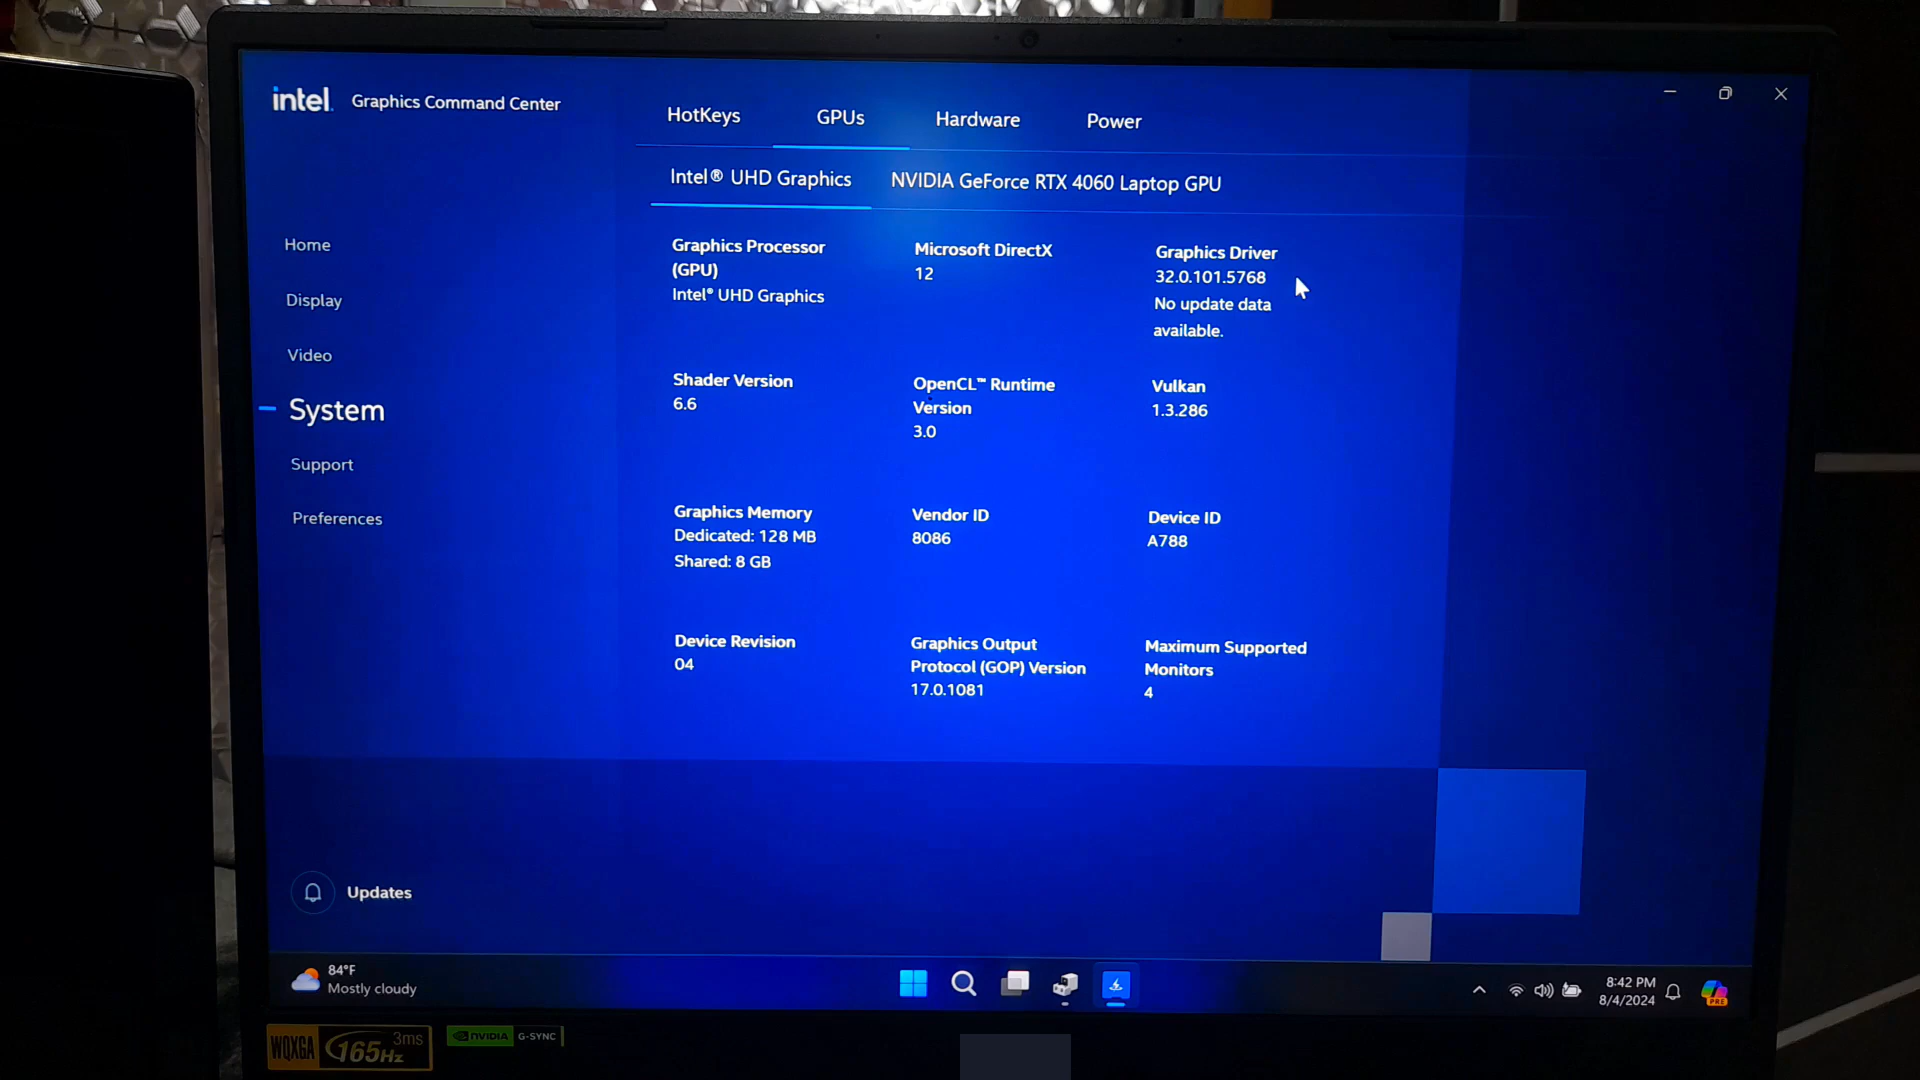 intel. Graphics Command Center
HotKeys GPUs Hardware Power
Intel® UHD Graphics NVIDIA GeForce RTX 4060 Laptop GPU
Home
Display
Video
System
Support
Preferences
Graphics Processor
(GPU)
Intel® UHD Graphics
Microsoft DirectX
12
Graphics Driver
32.0.101.5768
No update data
available.
Shader Version
6.6
OpenCL™ Runtime
Version
3.0
Vulkan
1.3.286
Graphics Memory
Dedicated: 128 MB
Shared: 8 GB
Vendor ID
8086
Device ID
A788
Device Revision
04
Graphics Output
Protocol (GOP) Version
17.0.1081
Maximum Supported
Monitors
4
Updates
84°F
Mostly cloudy
8:42 PM
8/4/2024
PRE
WQXGA 165Hz 3ms
NVIDIA G-SYNC